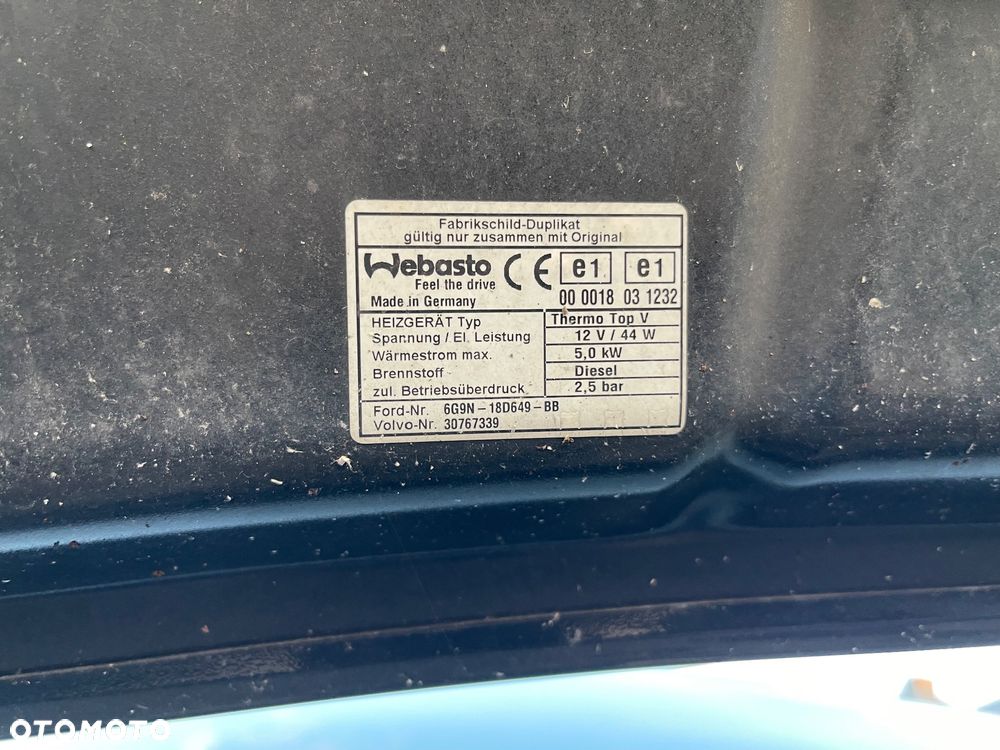 Fabrikschild-Duplikat
gültig nur zusammen mit Original
Webasto CE e1 e1
Feel the drive
Made in Germany 00 0018 03 1232
HEIZGERÄT Typ Thermo Top V
Spannung / El. Leistung 12 V / 44 W
Wärmestrom max. 5,0 kW
Brennstoff Diesel
zul. Betriebsüberdruck 2,5 bar
Ford-Nr. 6G9N-18D649-BB
Volvo-Nr. 30767339
OTOMOTO